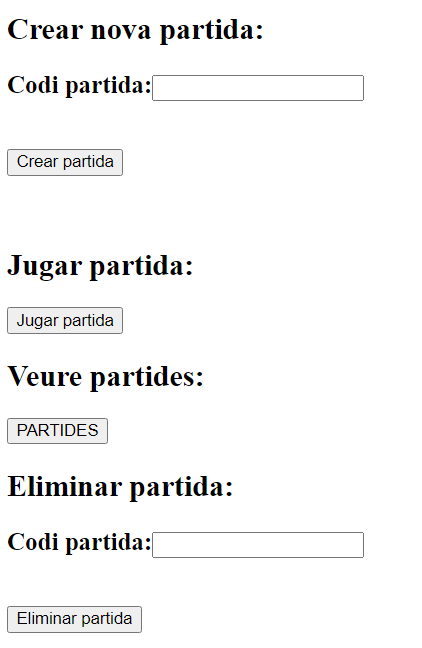 Crear nova partida:
Codi partida:
Crear partida
Jugar partida:
Jugar partida
Veure partides:
PARTIDES
Eliminar partida:
Codi partida:
Eliminar partida